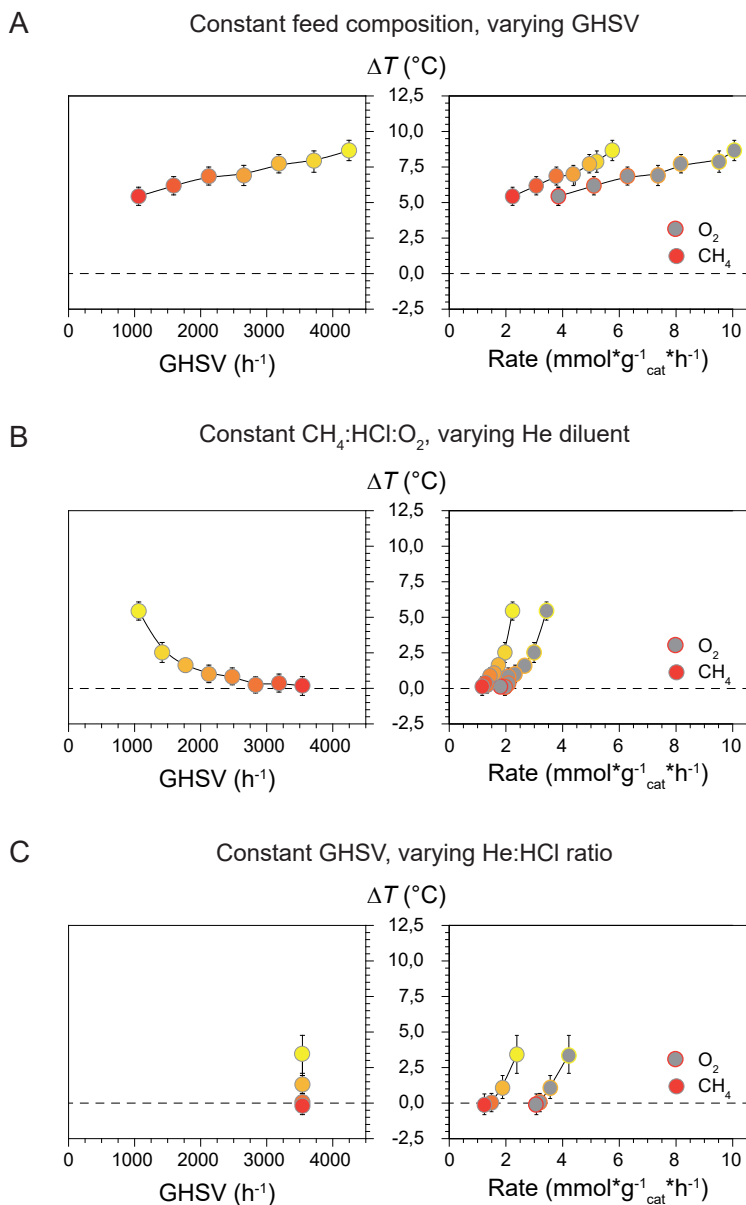 A
Constant feed composition, varying GHSV
ΔT (°C)
12,5
10,0
7,5
5,0
2,5
0,0
-2,5
O₂
CH₄
0 1000 2000 3000 4000
0 2 4 6 8 10
GHSV (h⁻¹)
Rate (mmol*g⁻¹cat*h⁻¹)
B
Constant CH₄:HCl:O₂, varying He diluent
ΔT (°C)
12,5
10,0
7,5
5,0
2,5
0,0
-2,5
O₂
CH₄
0 1000 2000 3000 4000
0 2 4 6 8 10
GHSV (h⁻¹)
Rate (mmol*g⁻¹cat*h⁻¹)
C
Constant GHSV, varying He:HCl ratio
ΔT (°C)
12,5
10,0
7,5
5,0
2,5
0,0
-2,5
O₂
CH₄
0 1000 2000 3000 4000
0 2 4 6 8 10
GHSV (h⁻¹)
Rate (mmol*g⁻¹cat*h⁻¹)